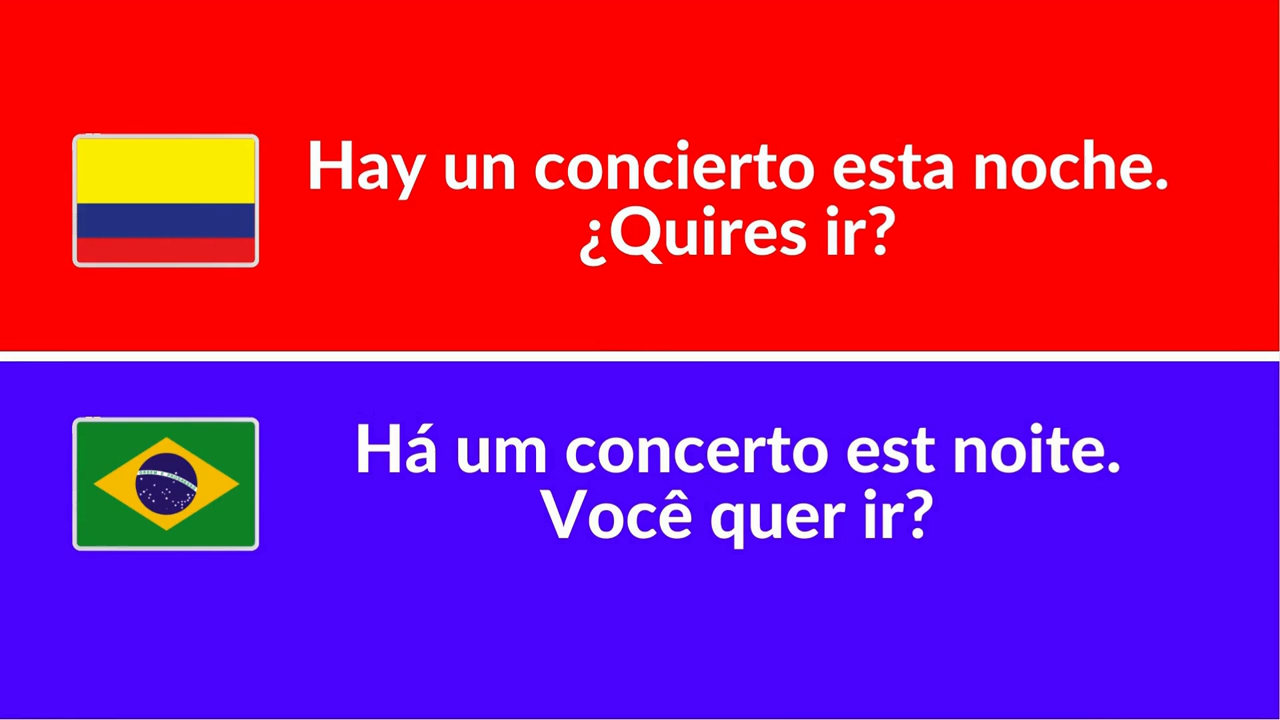 Hay un concierto esta noche.
¿Quires ir?
Há um concerto est noite.
Você quer ir?